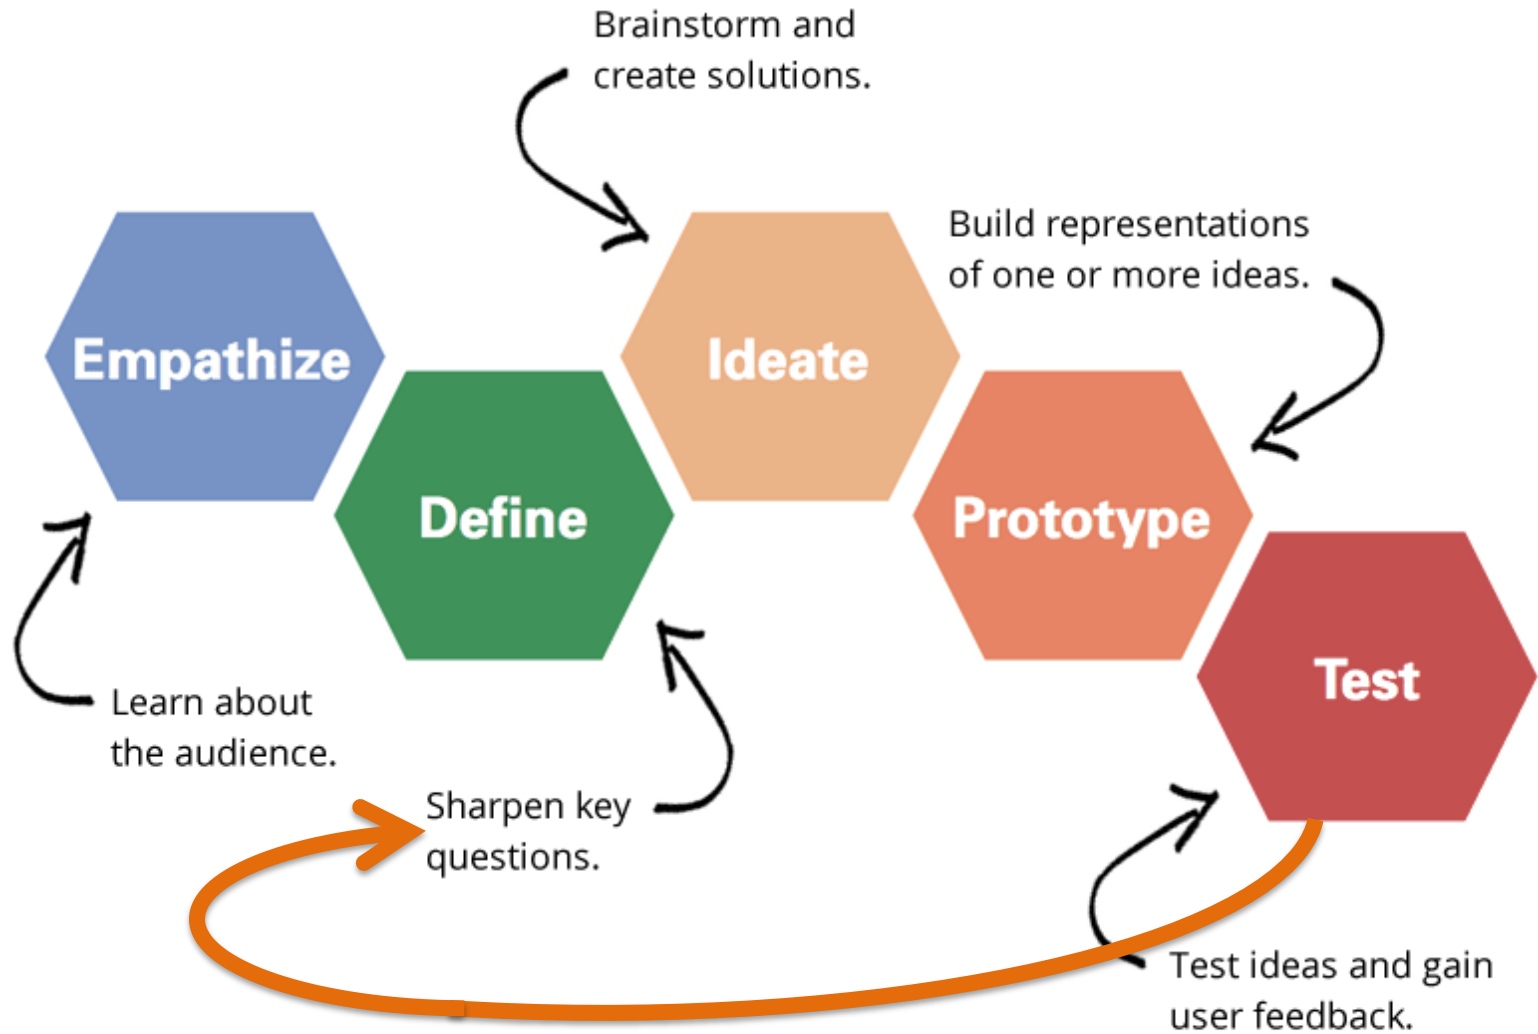 Brainstorm and
create solutions.
Build representations
of one or more ideas.
Empathize
Ideate
Define
Prototype
Test
Learn about
the audience.
Sharpen key
questions.
Test ideas and gain
user feedback.